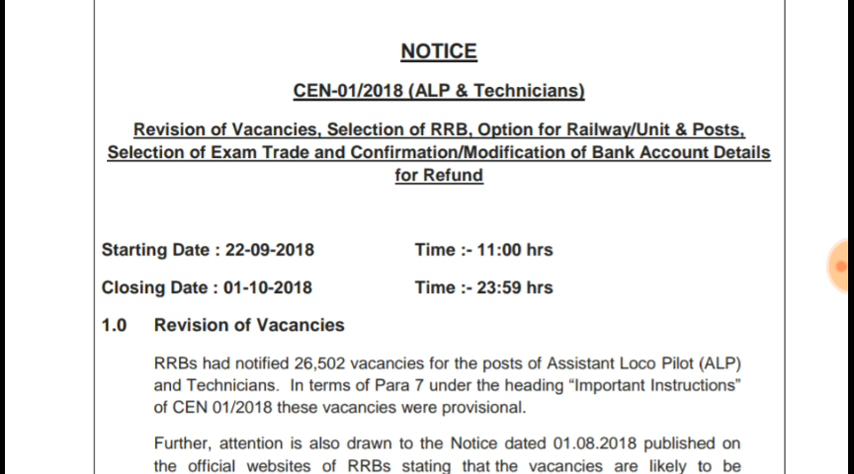 NOTICE
CEN-01/2018 (ALP & Technicians)
Revision of Vacancies, Selection of RRB, Option for Railway/Unit & Posts,
Selection of Exam Trade and Confirmation/Modification of Bank Account Details
for Refund
Starting Date : 22-09-2018 Time :- 11:00 hrs
Closing Date : 01-10-2018 Time :- 23:59 hrs
1.0 Revision of Vacancies
RRBs had notified 26,502 vacancies for the posts of Assistant Loco Pilot (ALP)
and Technicians. In terms of Para 7 under the heading “Important Instructions”
of CEN 01/2018 these vacancies were provisional.
Further, attention is also drawn to the Notice dated 01.08.2018 published on
the official websites of RRBs stating that the vacancies are likely to be